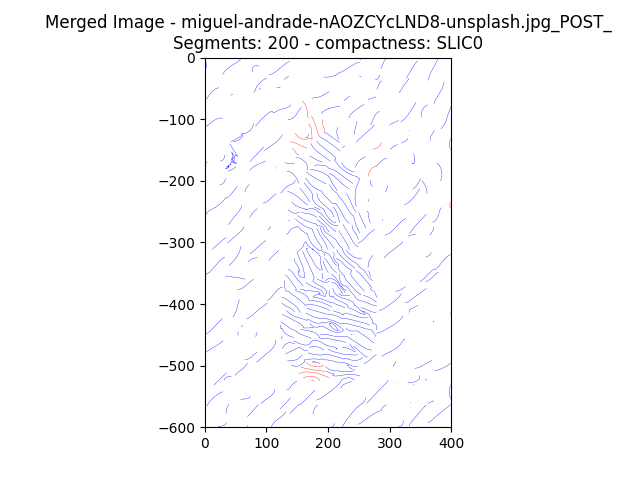 Merged Image - miguel-andrade-nAOZCYcLND8-unsplash.jpg_POST_
Segments: 200 - compactness: SLIC0
0
−100
−200
−300
−400
−500
−600
0 100 200 300 400